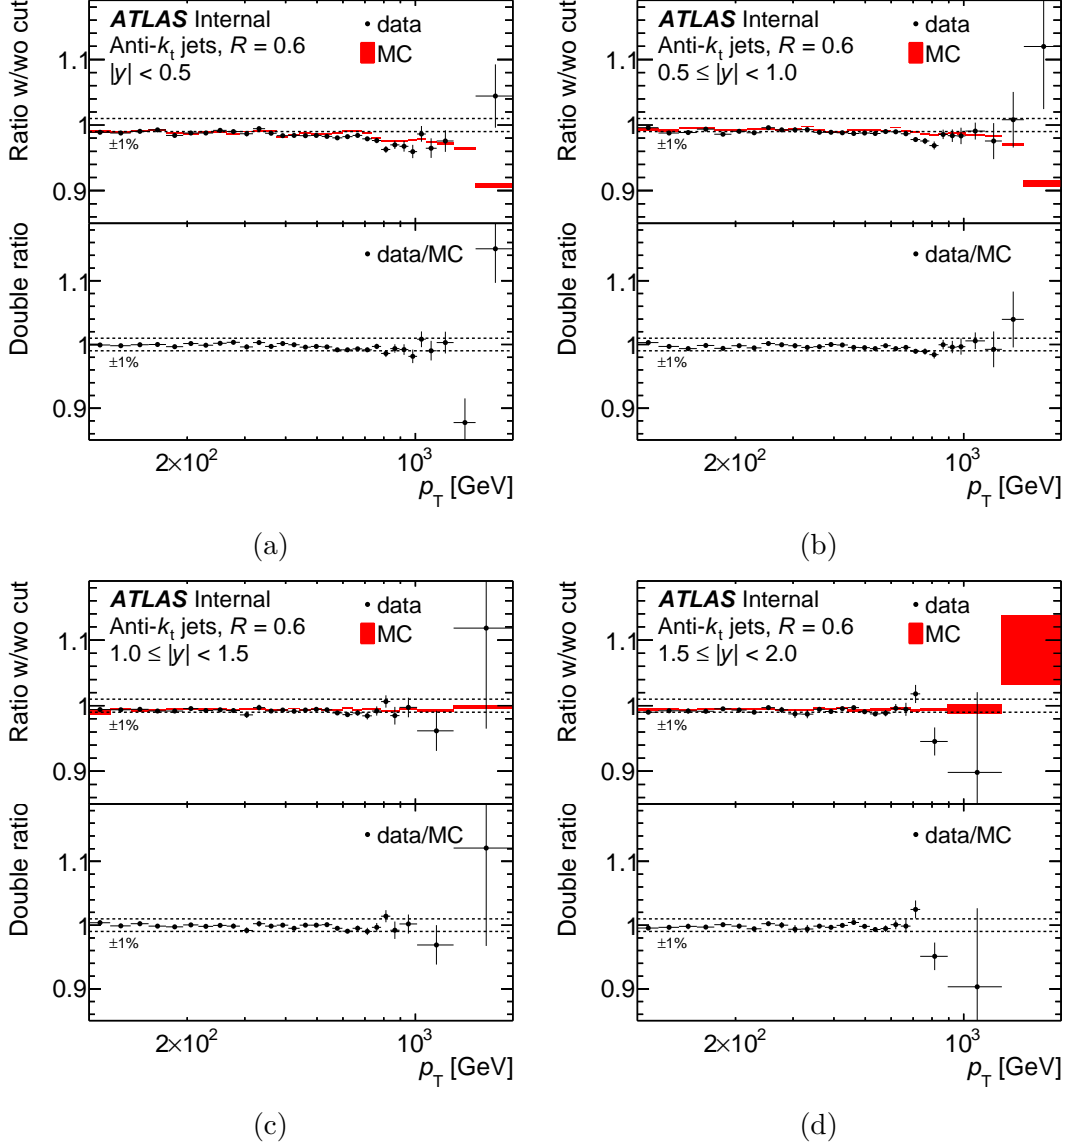 Ratio w/wo cut
ATLAS Internal
Anti-kt jets, R = 0.6
|y| < 0.5
data
MC
1.1
1
0.9
±1%
Double ratio
data/MC
1.1
1
0.9
±1%
2×10²
10³
pT [GeV]
(a)
Ratio w/wo cut
ATLAS Internal
Anti-kt jets, R = 0.6
0.5 ≤ |y| < 1.0
data
MC
1.1
1
0.9
±1%
Double ratio
data/MC
1.1
1
0.9
±1%
2×10²
10³
pT [GeV]
(b)
Ratio w/wo cut
ATLAS Internal
Anti-kt jets, R = 0.6
1.0 ≤ |y| < 1.5
data
MC
1.1
1
0.9
±1%
Double ratio
data/MC
1.1
1
0.9
±1%
2×10²
10³
pT [GeV]
(c)
Ratio w/wo cut
ATLAS Internal
Anti-kt jets, R = 0.6
1.5 ≤ |y| < 2.0
data
MC
1.1
1
0.9
±1%
Double ratio
data/MC
1.1
1
0.9
±1%
2×10²
10³
pT [GeV]
(d)